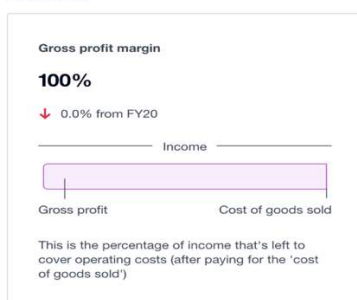 Gross profit margin
100%
↓ 0.0% from FY20
Income
Gross profit Cost of goods sold
This is the percentage of income that's left to
cover operating costs (after paying for the 'cost
of goods sold')